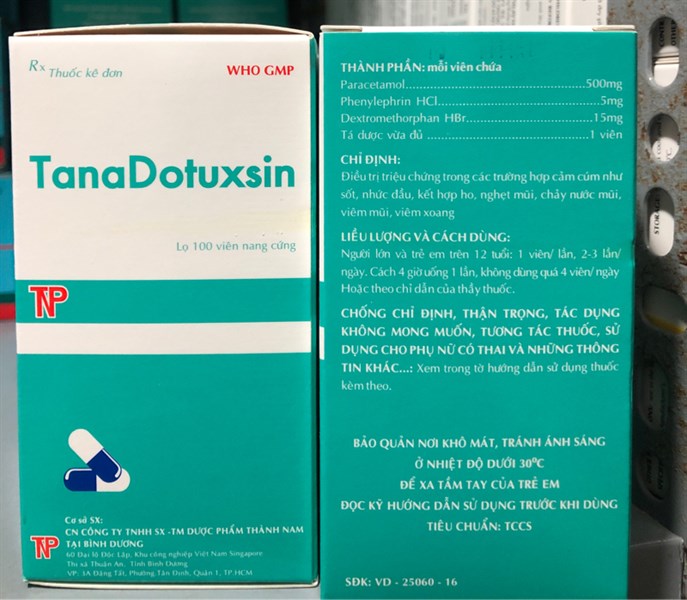 Rx Thuốc kê đơn
WHO GMP
TanaDotuxsin
Lọ 100 viên nang cứng
TNP
Cơ sở SX:
CN CÔNG TY TNHH SX -TM DƯỢC PHẨM THÀNH NAM
TẠI BÌNH DƯƠNG
TNP
60 Đại lộ Độc Lập, Khu công nghiệp Việt Nam Singapore
Thị xã Thuận An, Tỉnh Bình Dương
VP: 3A Đặng Tất, Phường Tân Định, Quận 1, TP.HCM
THÀNH PHẦN: mỗi viên chứa
Paracetamol...........................................500mg
Phenylephrin HCl.......................................5mg
Dextromethorphan HBr...............................15mg
Tá dược vừa đủ ........................................1 viên
CHỈ ĐỊNH:
Điều trị triệu chứng trong các trường hợp cảm cúm như
sốt, nhức đầu, kết hợp ho, nghẹt mũi, chảy nước mũi,
viêm mũi, viêm xoang
LIỀU LƯỢNG VÀ CÁCH DÙNG:
Người lớn và trẻ em trên 12 tuổi: 1 viên/ lần, 2-3 lần/
ngày. Cách 4 giờ uống 1 lần, không dùng quá 4 viên/ ngày
Hoặc theo chỉ dẫn của thầy thuốc.
CHỐNG CHỈ ĐỊNH, THẬN TRỌNG, TÁC DỤNG
KHÔNG MONG MUỐN, TƯƠNG TÁC THUỐC, SỬ
DỤNG CHO PHỤ NỮ CÓ THAI VÀ NHỮNG THÔNG
TIN KHÁC...: Xem trong tờ hướng dẫn sử dụng thuốc
kèm theo.
BẢO QUẢN NƠI KHÔ MÁT, TRÁNH ÁNH SÁNG
Ở NHIỆT ĐỘ DƯỚI 30⁰C
ĐỂ XA TẦM TAY CỦA TRẺ EM
ĐỌC KỸ HƯỚNG DẪN SỬ DỤNG TRƯỚC KHI DÙNG
TIÊU CHUẨN: TCCS
SĐK: VD - 25060 - 16